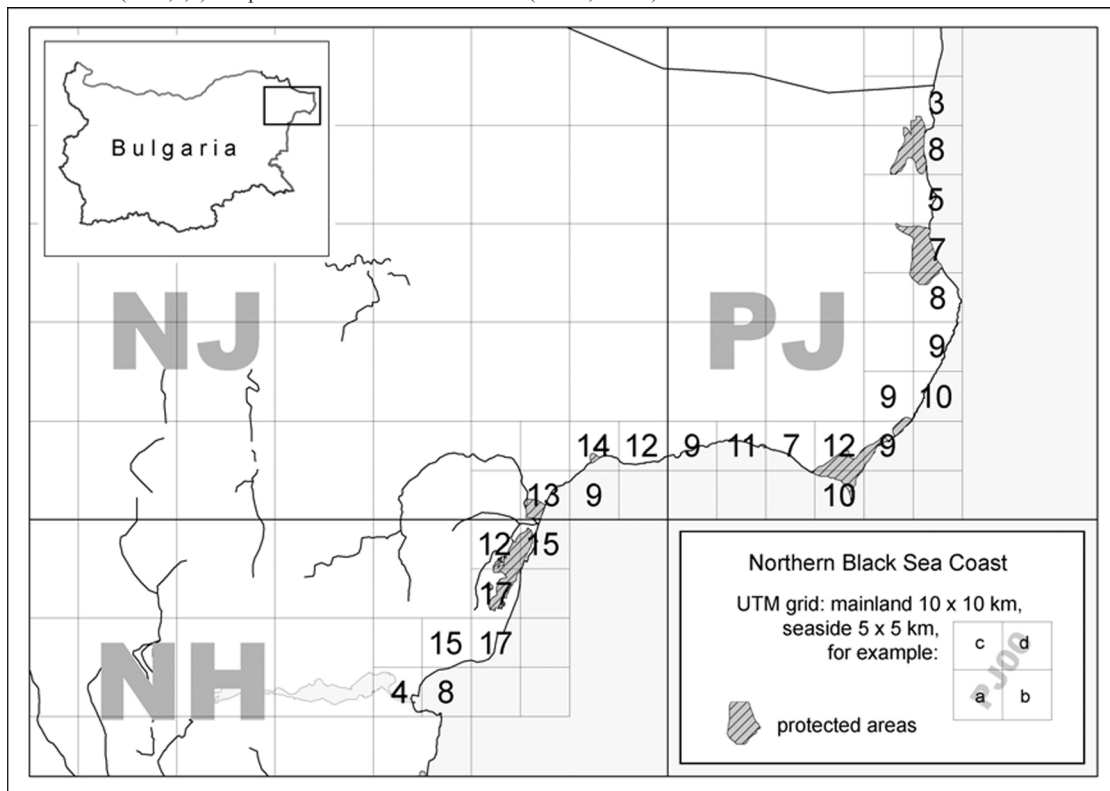 Bulgaria
3
8
5
7
NJ
PJ
8
9
9 10
14 12 9 11 7 12 9
13 9 10
12 15
17
15 17
NH
4 8
Northern Black Sea Coast
UTM grid: mainland 10 x 10 km,
seaside 5 x 5 km,
for example:
c d
PJ00
a b
protected areas